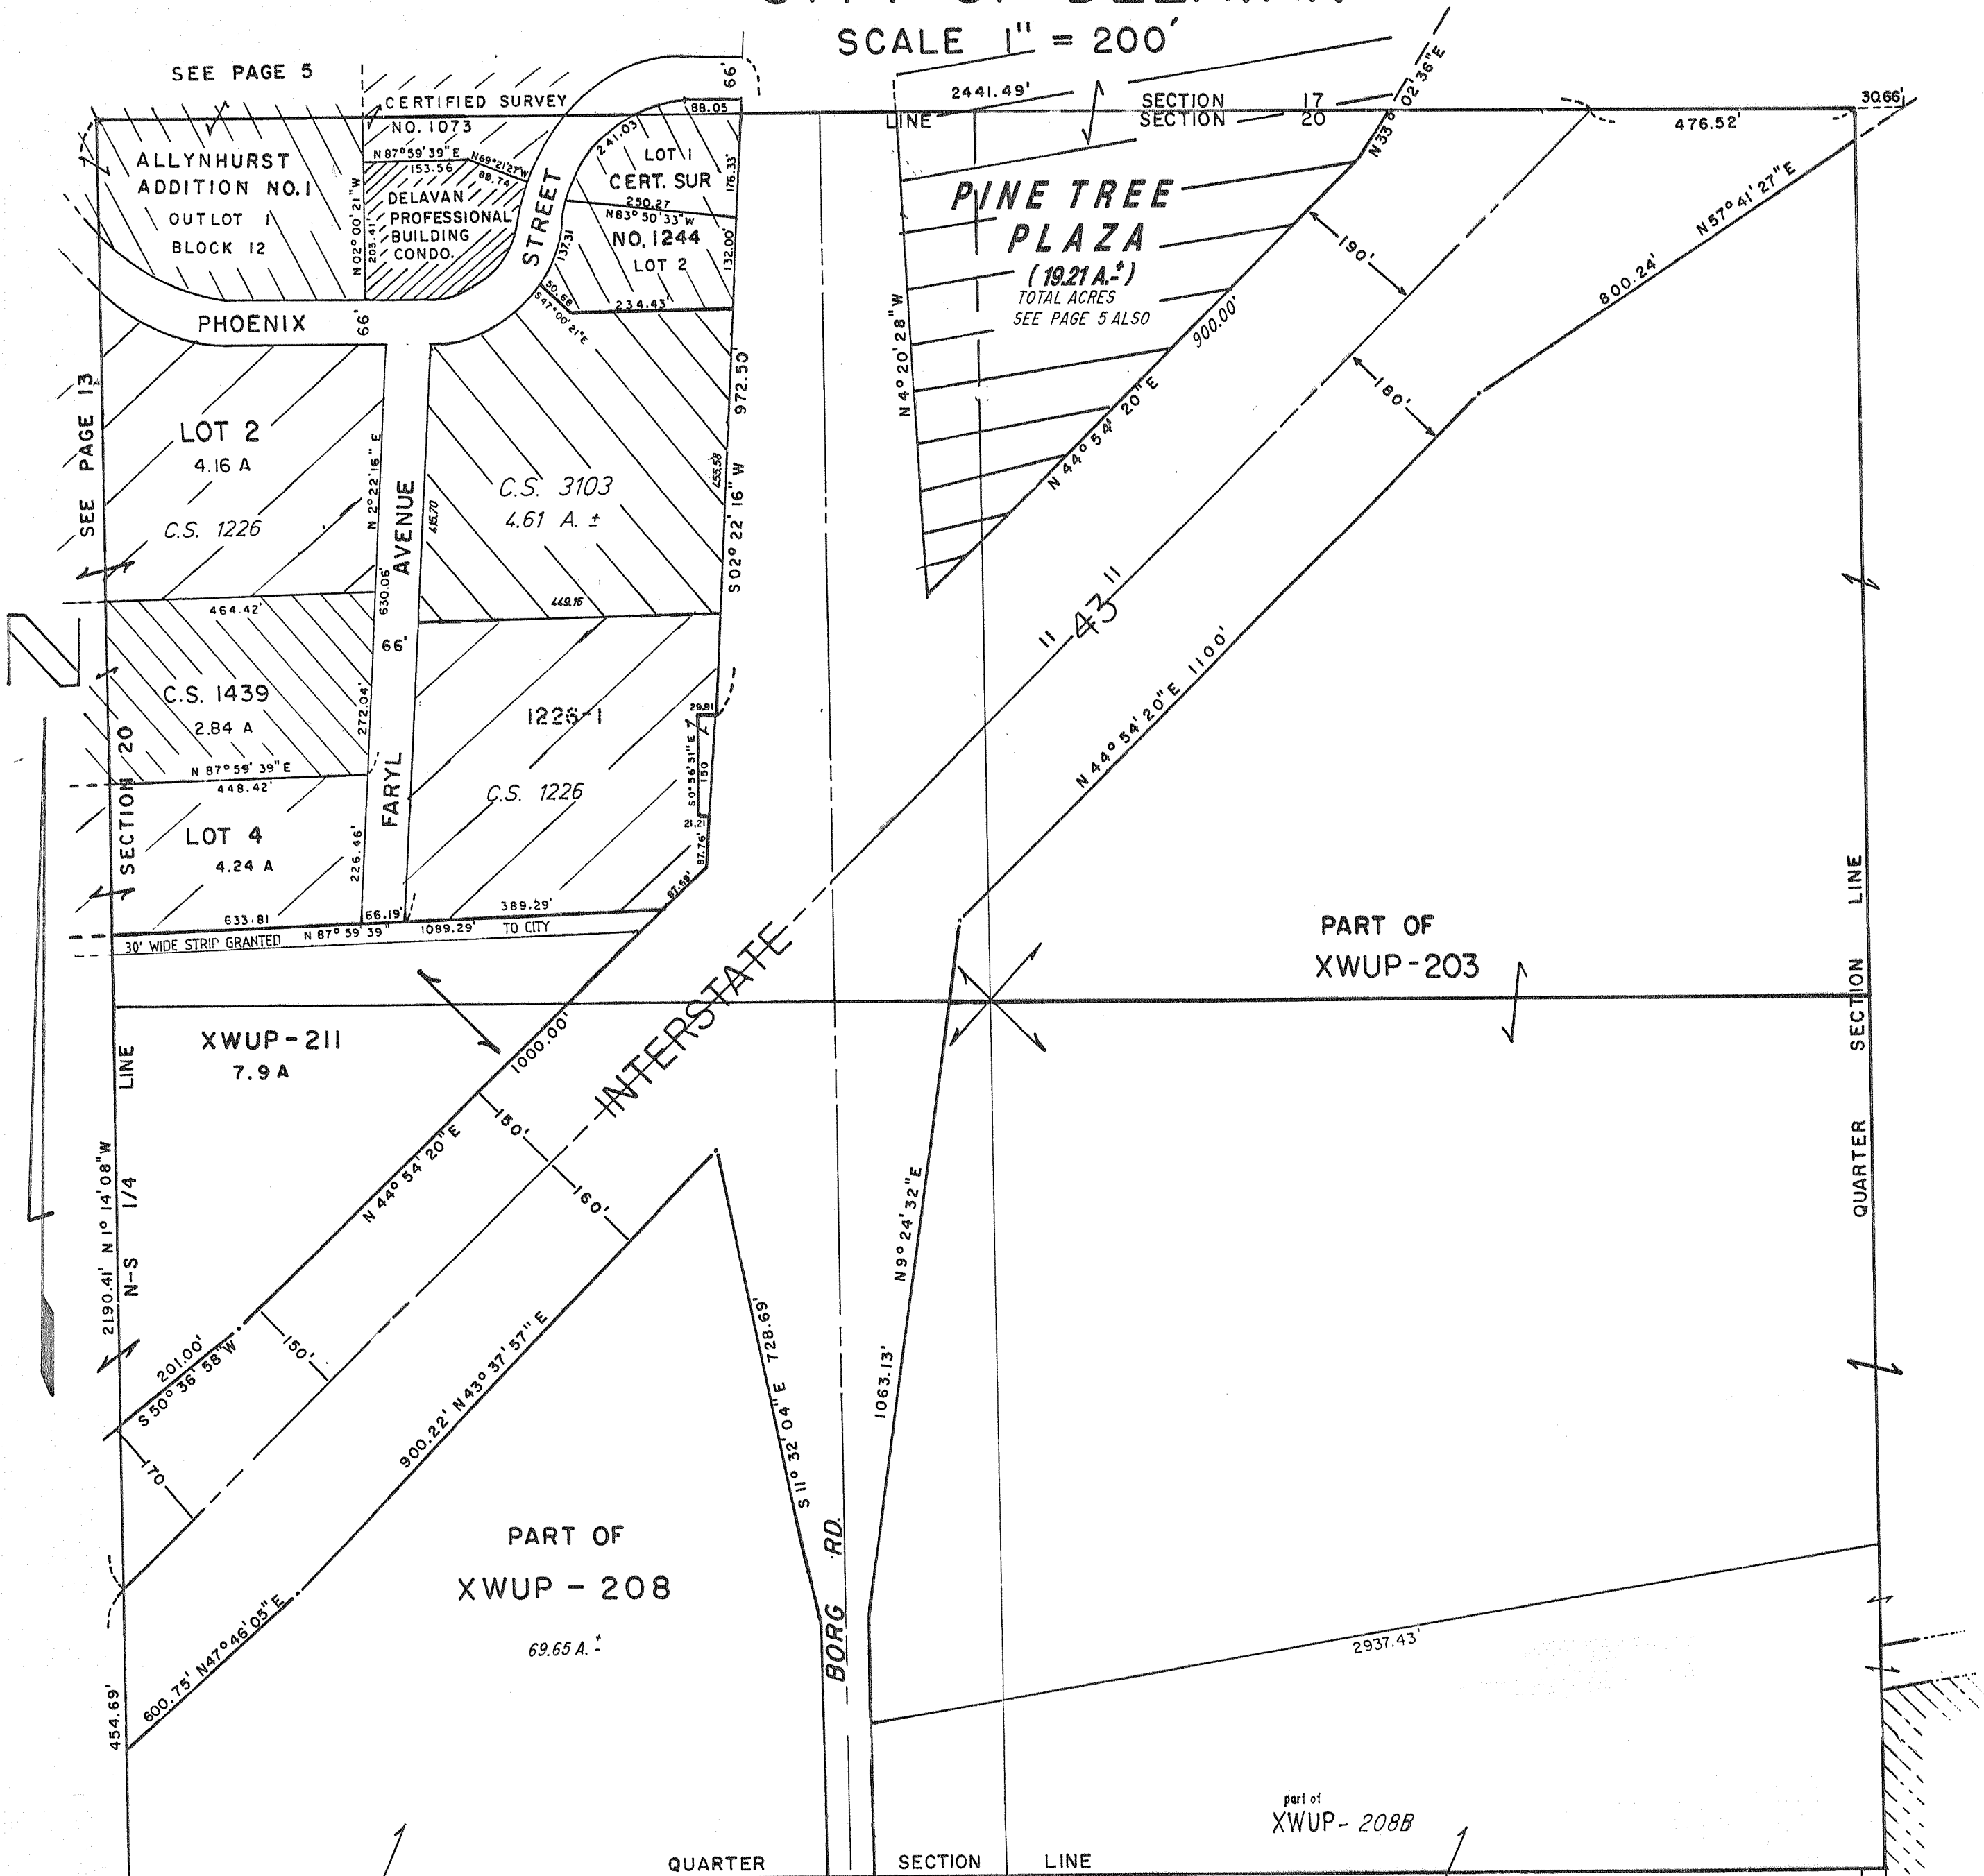 SCALE 1" = 200'
SEE PAGE 5
CERTIFIED SURVEY
NO. 1073
66'
88.05
2441.49'
LINE
SECTION 17
SECTION 20
N33° 02' 36" E
476.52'
30.66'
ALLYNHURST
ADDITION NO.1
OUTLOT 1
BLOCK 12
N 02° 00' 21" W
203.41'
N 87° 59' 39" E
153.56
N69°21'27"W
88.74
DELAVAN
PROFESSIONAL
BUILDING
CONDO.
STREET
241.03
LOT 1
CERT. SUR
176.33'
250.27
N83° 50' 33" W
NO. 1244
LOT 2
137.31
132.00'
50.68
S47°00'21"E
234.43'
PHOENIX
66'
PINE TREE
PLAZA
(19.21 A.±)
TOTAL ACRES
SEE PAGE 5 ALSO
N 4° 20' 28" W
900.00'
N 44° 54' 20" E
190'
180'
N 57° 41' 27" E
800.24'
SEE PAGE 13
LOT 2
4.16 A
C.S. 1226
N 2° 22' 16" E
AVENUE
415.70
C.S. 3103
4.61 A. ±
972.50'
455.58
S 02° 22' 16" W
464.42'
630.06'
449.16
66'
C.S. 1439
2.84 A
272.04'
N 87° 59' 39" E
448.42'
1226-1
C.S. 1226
29.91
S 0° 56' 51" E
150
21.21
87.76'
87.69'
FARYL
LOT 4
4.24 A
226.46'
SECTION 20
633.81
66.19'
389.29'
30' WIDE STRIP GRANTED
N 87° 59' 39"
1089.29'
TO CITY
N
" 43 "
N 44° 54' 20" E 1100'
INTERSTATE
PART OF
XWUP-203
QUARTER SECTION LINE
XWUP-211
7.9 A
LINE
N-S 1/4
2190.41' N 1° 14' 08" W
1000.00'
N 44° 54' 20" E
160'
150'
201.00'
S 50° 36' 58" W
170
900.22' N 43° 37' 57" E
S 11° 32' 04" E 728.69'
N 9° 24' 32" E
1063.13'
PART OF
XWUP - 208
69.65 A. ±
600.75' N47° 46' 05" E
454.69'
BORG RD.
2937.43'
part of
XWUP- 208B
QUARTER SECTION LINE